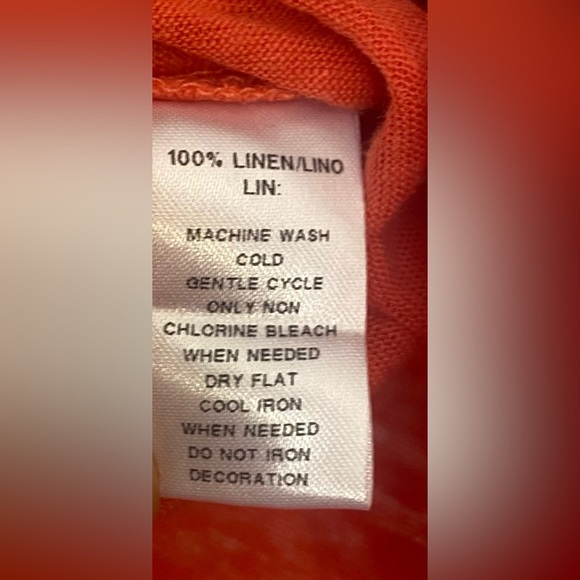 100% LINEN/LINO
LIN:
MACHINE WASH
COLD
GENTLE CYCLE
ONLY NON
CHLORINE BLEACH
WHEN NEEDED
DRY FLAT
COOL IRON
WHEN NEEDED
DO NOT IRON
DECORATION